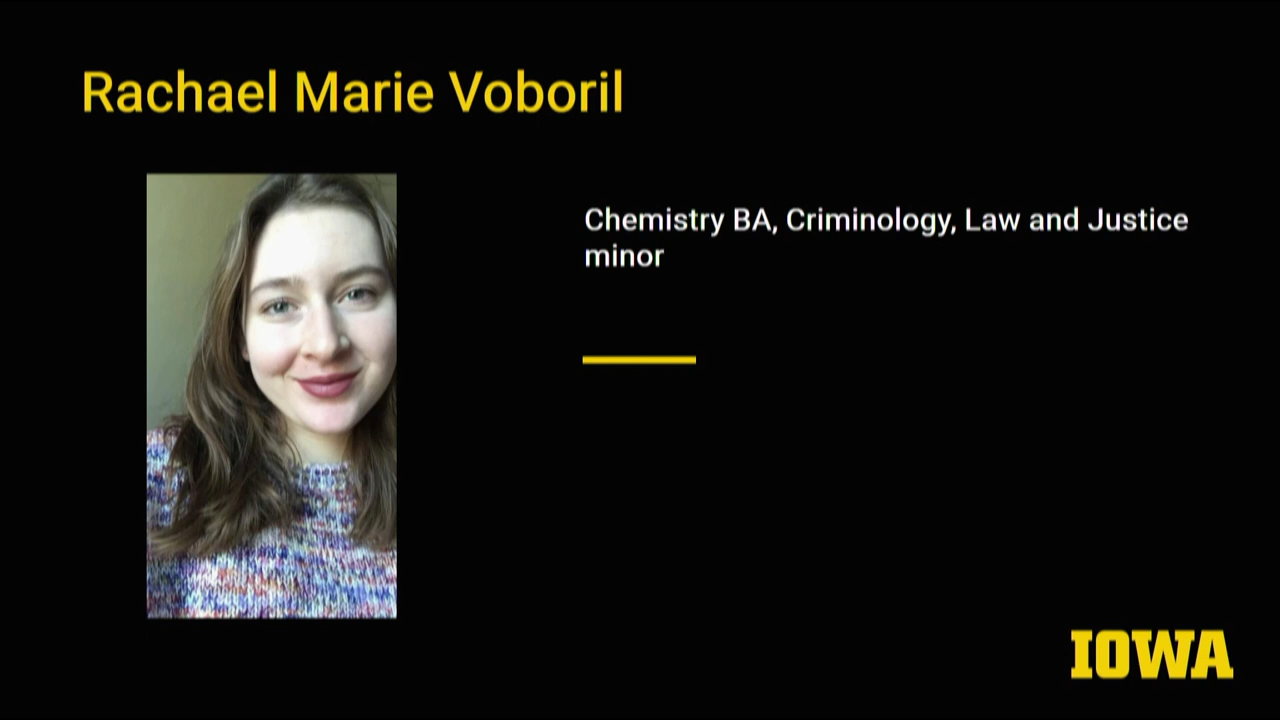 Rachael Marie Voboril
Chemistry BA, Criminology, Law and Justice
minor
IOWA